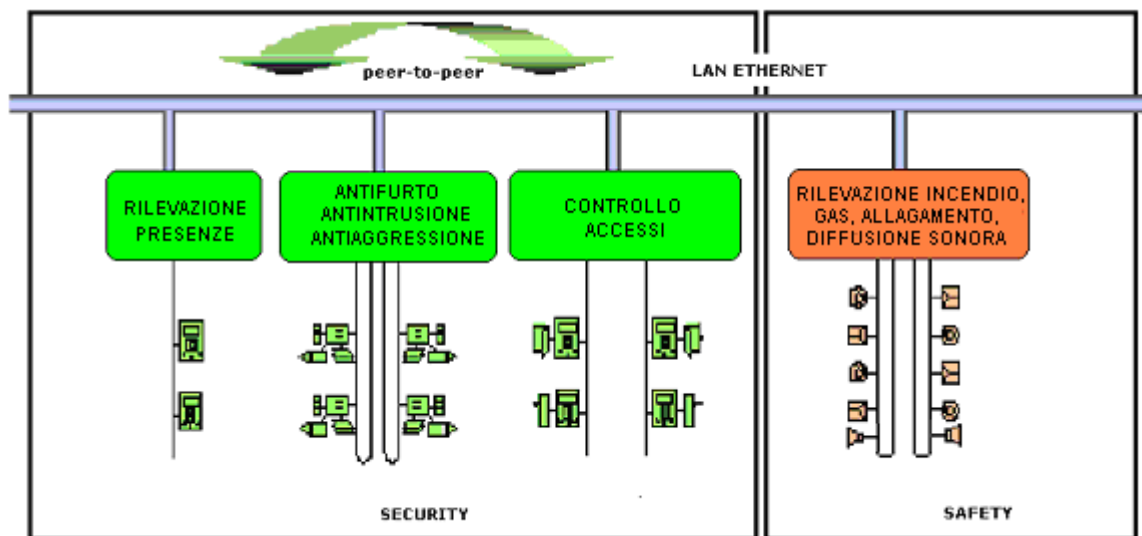 peer-to-peer
LAN ETHERNET
RILEVAZIONE
PRESENZE
ANTIFURTO
ANTINTRUSIONE
ANTIAGGRESSIONE
CONTROLLO
ACCESSI
RILEVAZIONE INCENDIO,
GAS, ALLAGAMENTO,
DIFFUSIONE SONORA
SECURITY
SAFETY